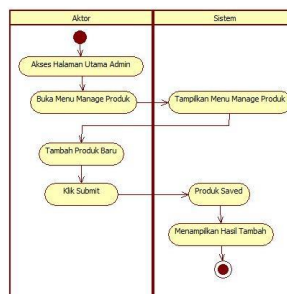 Aktor
Sistem
Akses Halaman Utama Admin
Buka Menu Manage Produk
Tampilkan Menu Manage Produk
Tambah Produk Baru
Klik Submit
Produk Saved
Menampilkan Hasil Tambah